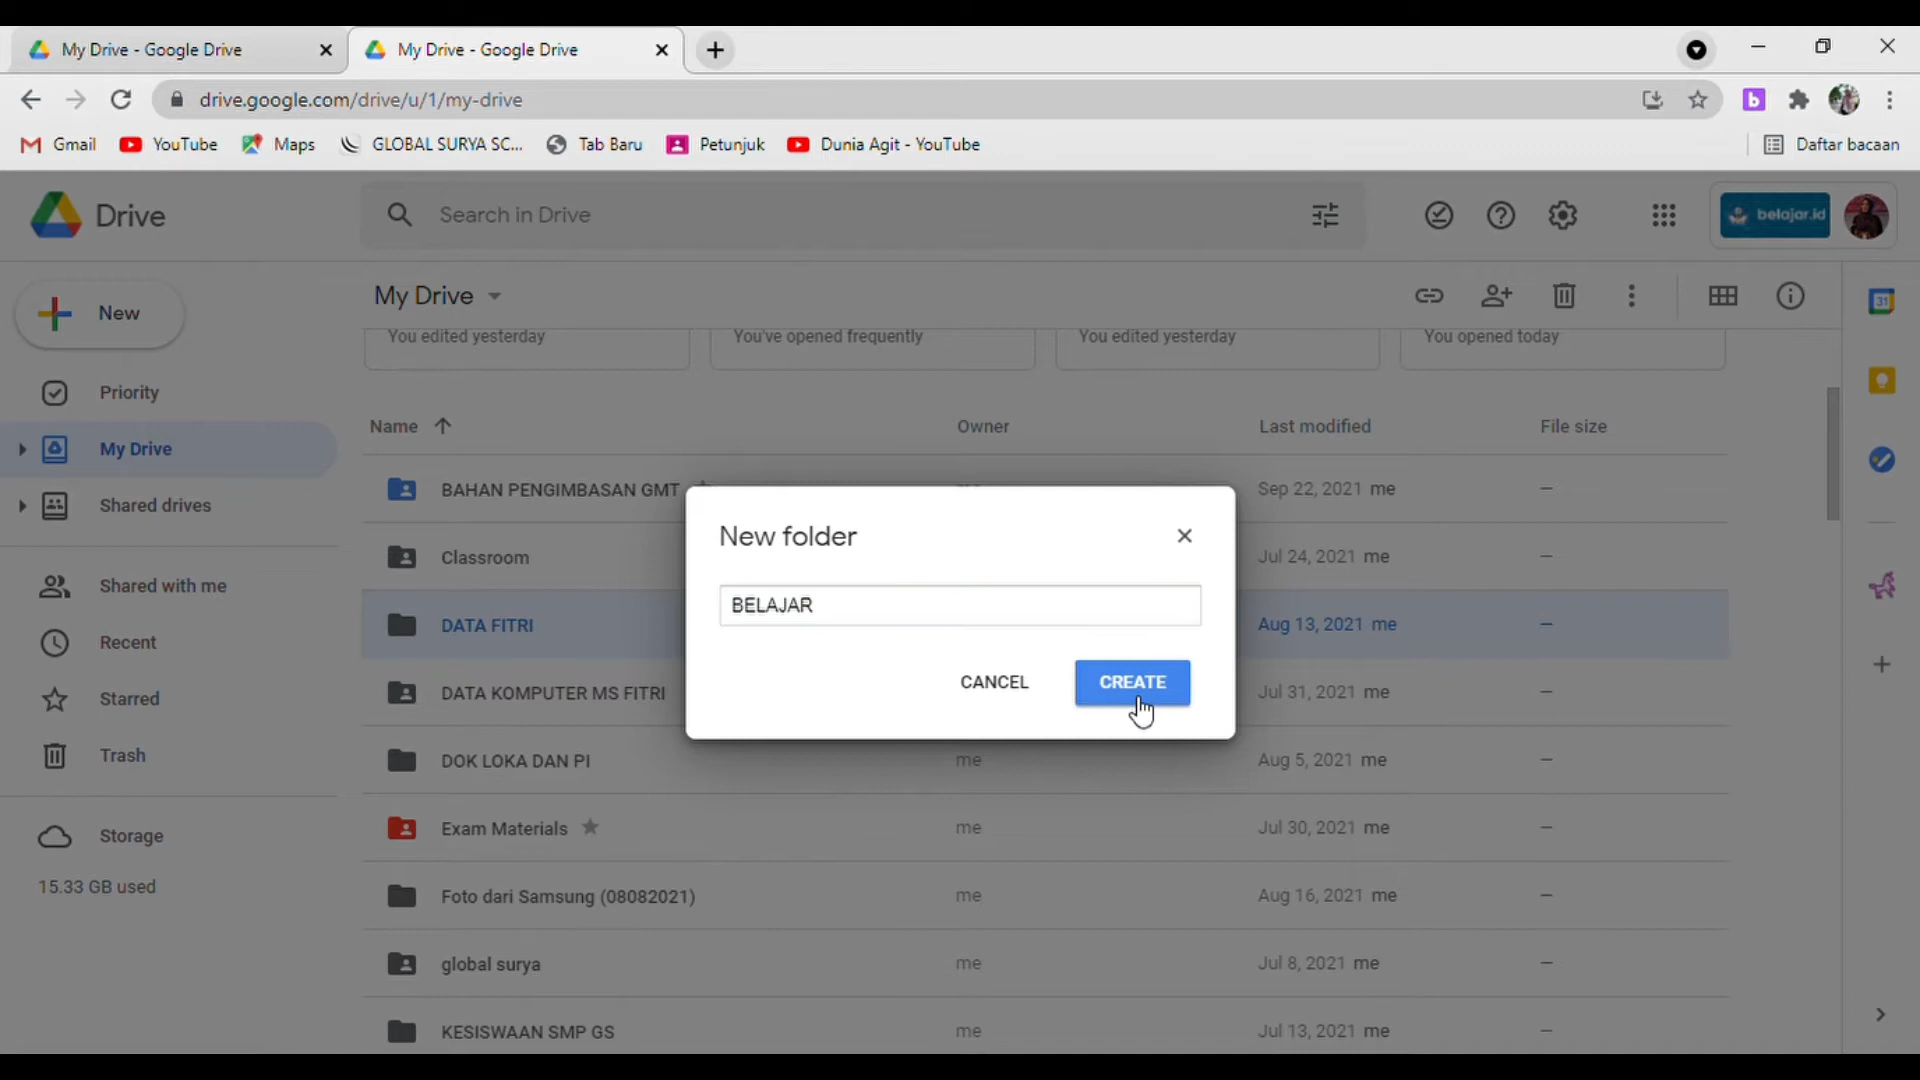 My Drive - Google Drive
My Drive - Google Drive
drive.google.com/drive/u/1/my-drive
Gmail
YouTube
Maps
GLOBAL SURYA SC...
Tab Baru
Petunjuk
Dunia Agit - YouTube
Daftar bacaan
Drive
Search in Drive
belajar.id
New
My Drive
You edited yesterday
You've opened frequently
You edited yesterday
You opened today
Priority
My Drive
Shared drives
Shared with me
Recent
Starred
Trash
Storage
15.33 GB used
Name
Owner
Last modified
File size
BAHAN PENGIMBASAN GMT
Sep 22, 2021 me
–
Classroom
Jul 24, 2021 me
–
DATA FITRI
Aug 13, 2021 me
–
DATA KOMPUTER MS FITRI
Jul 31, 2021 me
–
DOK LOKA DAN PI
me
Aug 5, 2021 me
–
Exam Materials
me
Jul 30, 2021 me
–
Foto dari Samsung (08082021)
me
Aug 16, 2021 me
–
global surya
me
Jul 8, 2021 me
–
KESISWAAN SMP GS
me
Jul 13, 2021 me
–
New folder
BELAJAR
CANCEL
CREATE
31